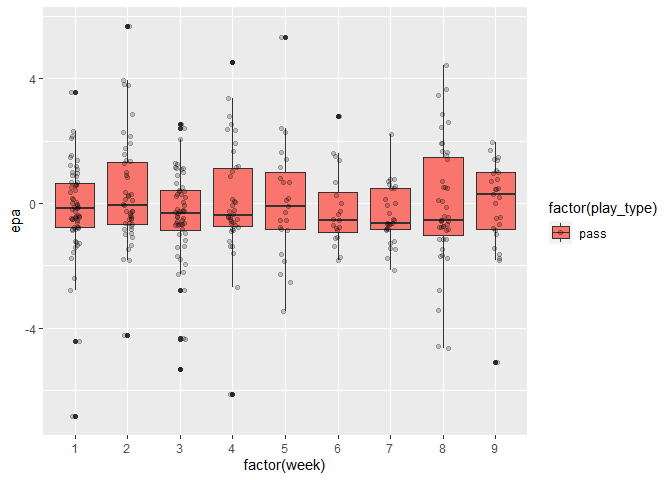 4
0
-4
epa
1 2 3 4 5 6 7 8 9
factor(week)
factor(play_type)
pass